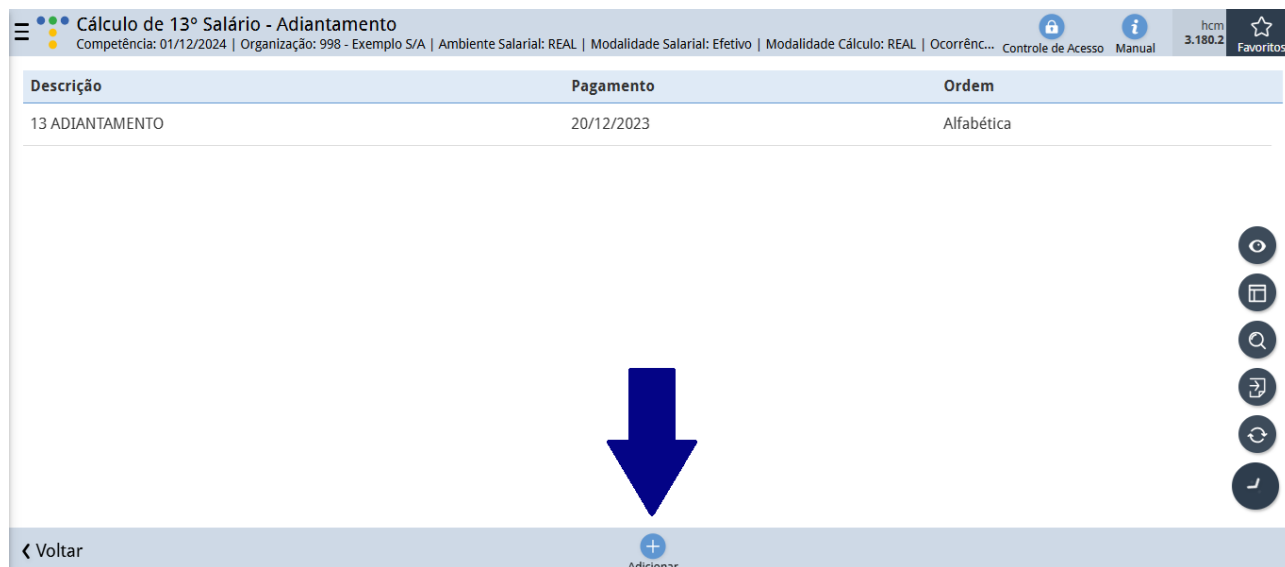 Cálculo de 13º Salário - Adiantamento
Competência: 01/12/2024 | Organização: 998 - Exemplo S/A | Ambiente Salarial: REAL | Modalidade Salarial: Efetivo | Modalidade Cálculo: REAL | Ocorrênc...
Controle de Acesso
Manual
hcm
3.180.2
Favoritos
Descrição Pagamento Ordem
13 ADIANTAMENTO 20/12/2023 Alfabética
Voltar
Adicionar